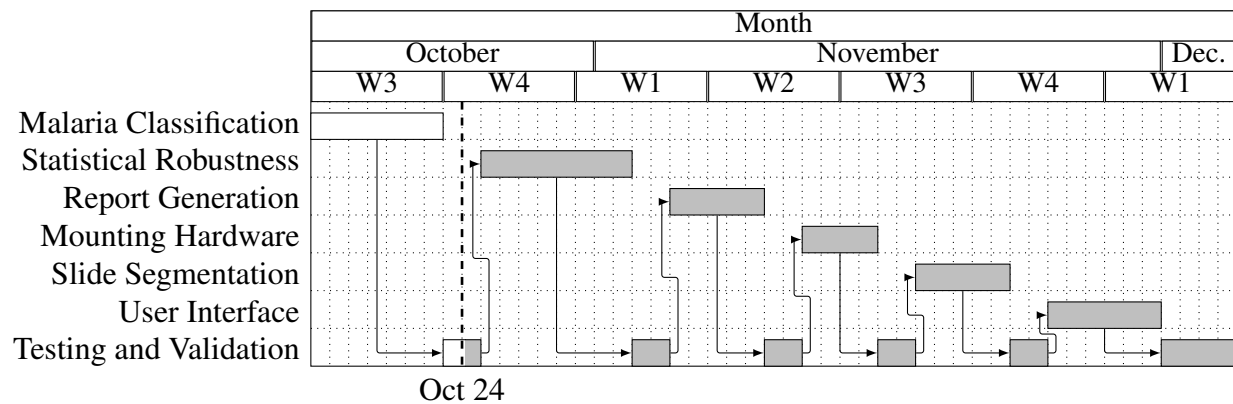 Month
October November Dec.
W3 W4 W1 W2 W3 W4 W1
Malaria Classification
Statistical Robustness
Report Generation
Mounting Hardware
Slide Segmentation
User Interface
Testing and Validation
Oct 24